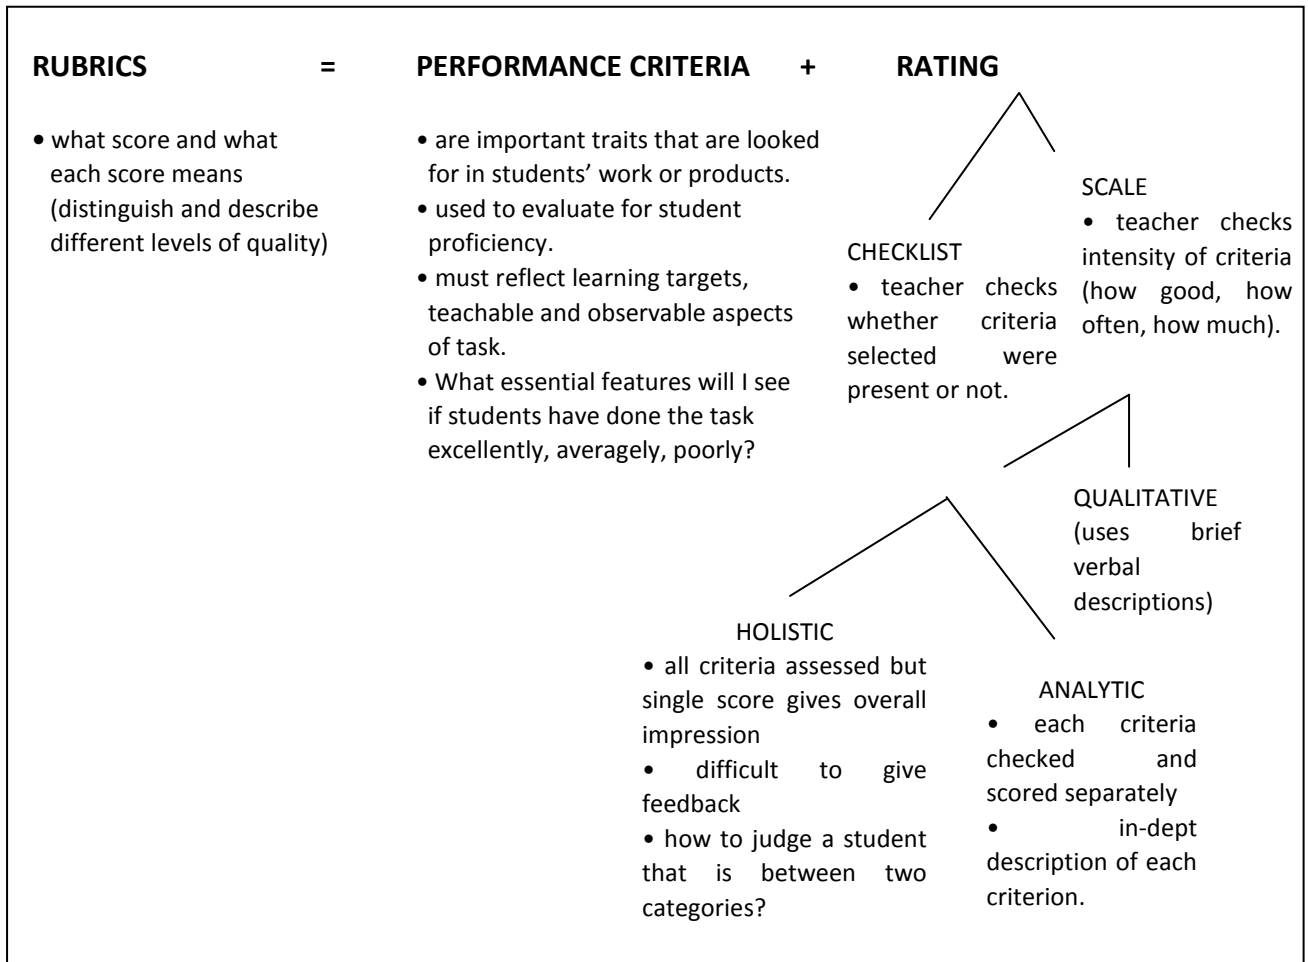 RUBRICS = PERFORMANCE CRITERIA + RATING
• what score and what
each score means
(distinguish and describe
different levels of quality)
• are important traits that are looked
for in students’ work or products.
• used to evaluate for student
proficiency.
• must reflect learning targets,
teachable and observable aspects
of task.
• What essential features will I see
if students have done the task
excellently, averagely, poorly?
CHECKLIST
• teacher checks
whether criteria
selected were
present or not.
SCALE
• teacher checks
intensity of criteria
(how good, how
often, how much).
QUALITATIVE
(uses brief
verbal
descriptions)
HOLISTIC
• all criteria assessed but
single score gives overall
impression
• difficult to give
feedback
• how to judge a student
that is between two
categories?
ANALYTIC
• each criteria
checked and
scored separately
• in-dept
description of each
criterion.